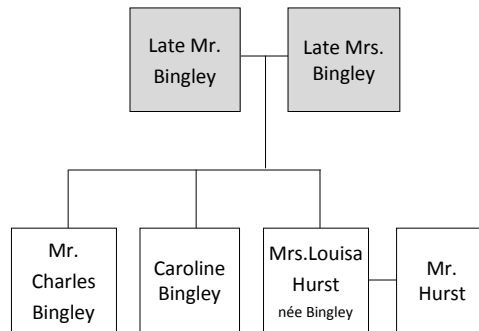 Late Mr.
Bingley
Late Mrs.
Bingley
Mr.
Charles
Bingley
Caroline
Bingley
Mrs.Louisa
Hurst
née Bingley
Mr.
Hurst